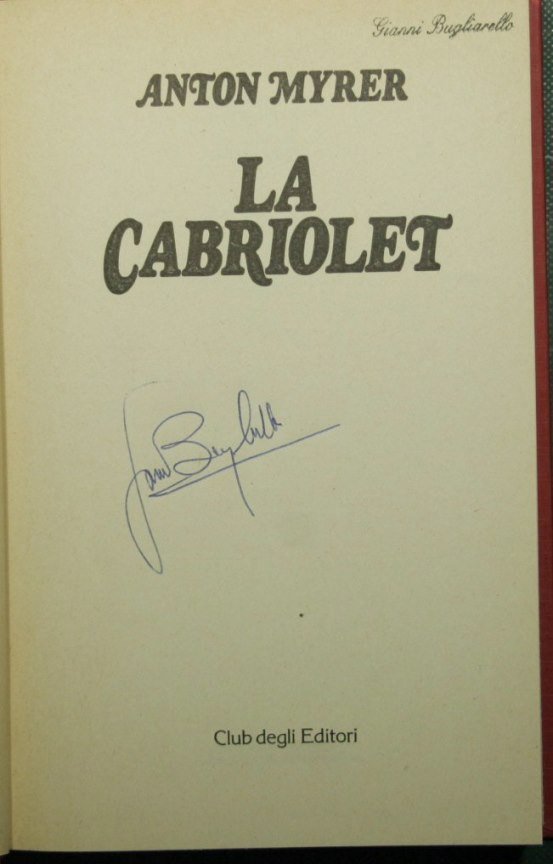 Gianni Bugliarello
ANTON MYRER
LA
CABRIOLET
Club degli Editori